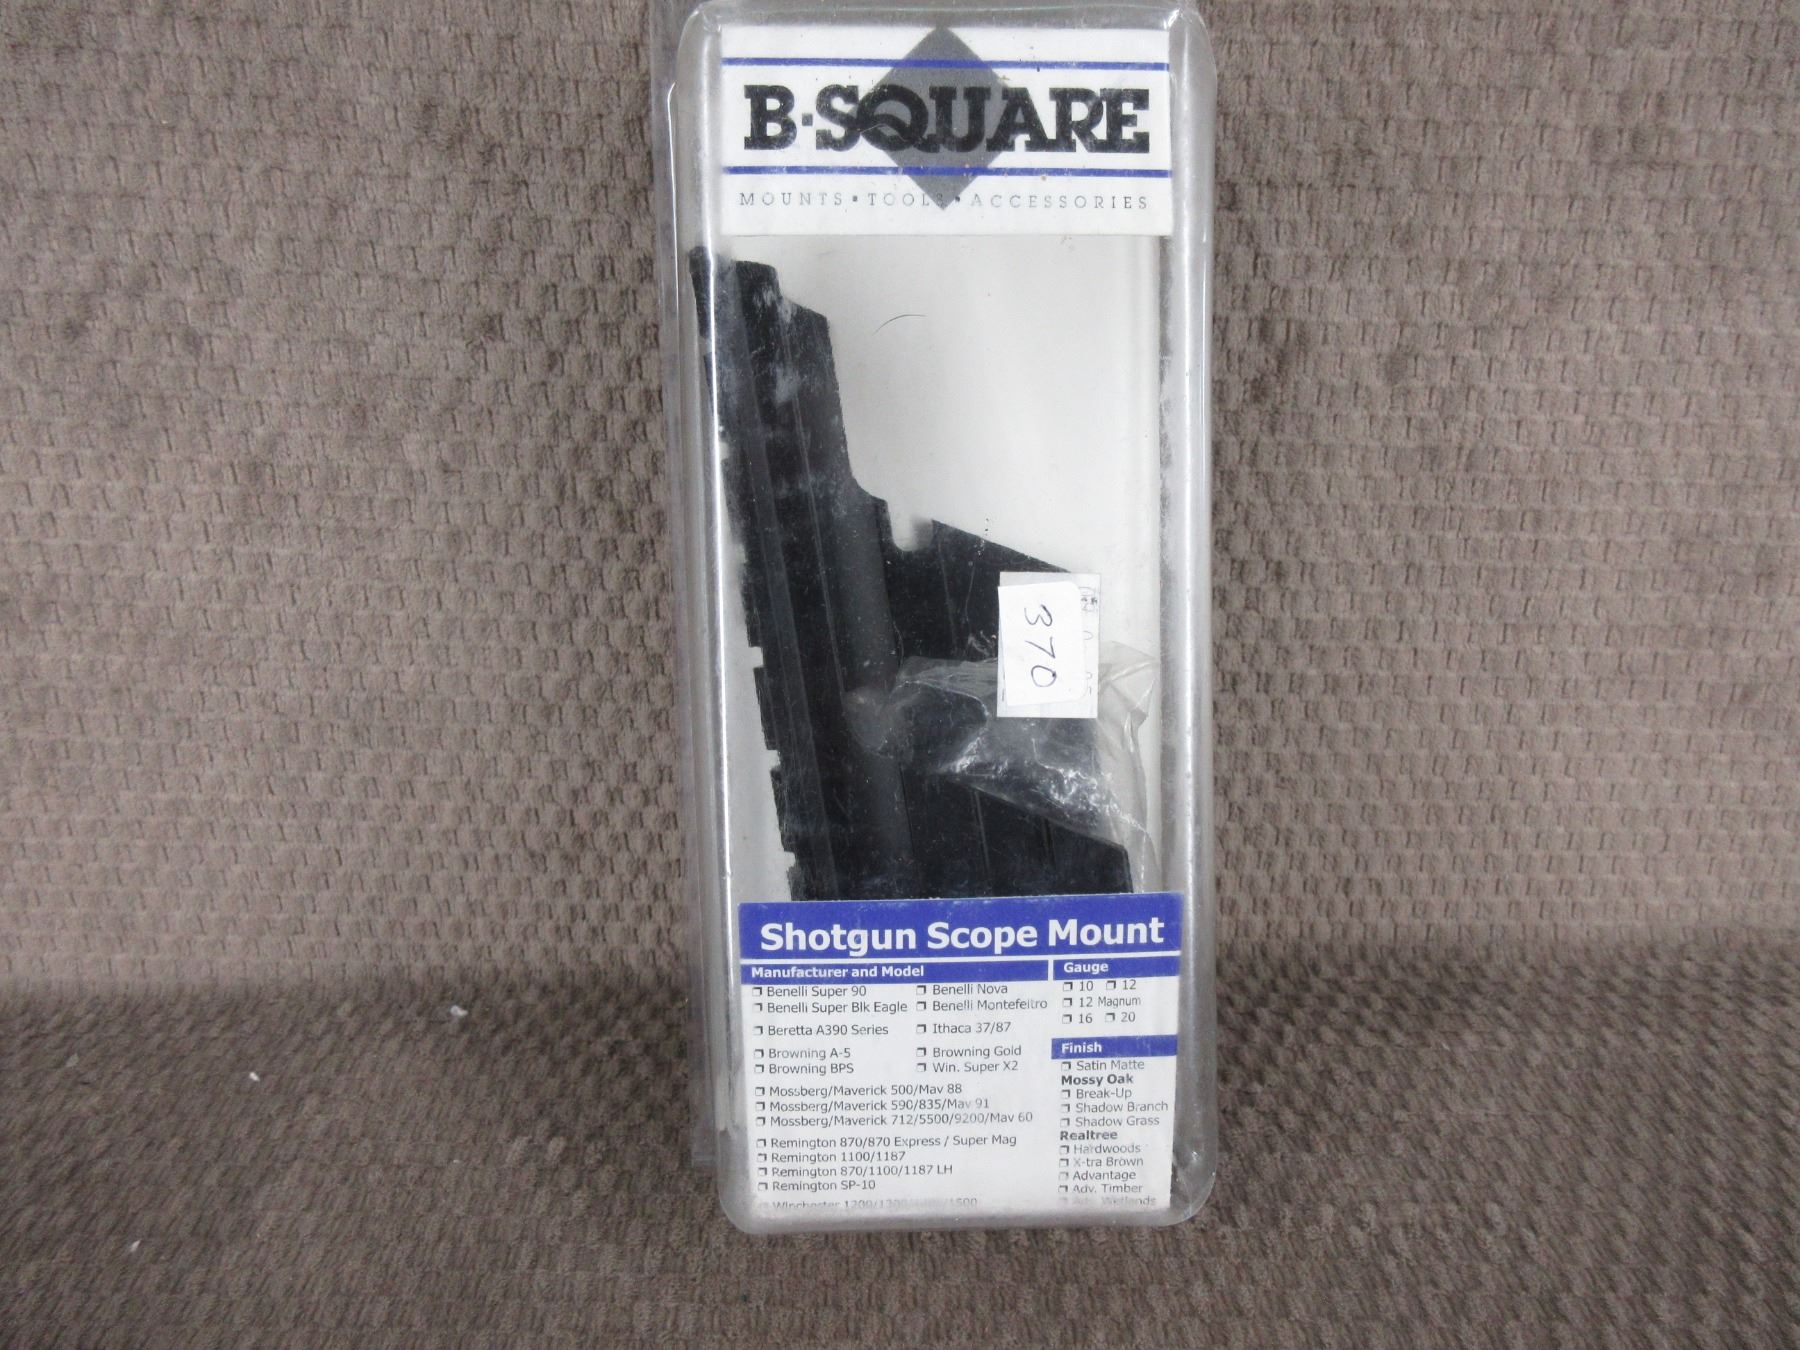 B·SQUARE
MOUNTS ▪ TOOLS ▪ ACCESSORIES
370
Shotgun Scope Mount
Manufacturer and Model
❒ Benelli Super 90 ❒ Benelli Nova
❒ Benelli Super Blk Eagle ❒ Benelli Montefeltro
❒ Beretta A390 Series ❒ Ithaca 37/87
❒ Browning A-5 ❒ Browning Gold
❒ Browning BPS ❒ Win. Super X2
❒ Mossberg/Maverick 500/Mav 88
❒ Mossberg/Maverick 590/835/Mav 91
❒ Mossberg/Maverick 712/5500/9200/Mav 60
❒ Remington 870/870 Express / Super Mag
❒ Remington 1100/1187
❒ Remington 870/1100/1187 LH
❒ Remington SP-10
❒ Winchester
Gauge
❒ 10 ❒ 12
❒ 12 Magnum
❒ 16 ❒ 20
Finish
❒ Satin Matte
Mossy Oak
❒ Break-Up
❒ Shadow Branch
❒ Shadow Grass
Realtree
❒ Hardwoods
❒ X-tra Brown
❒ Advantage
❒ Adv. Timber
❒ Adv. Wetlands